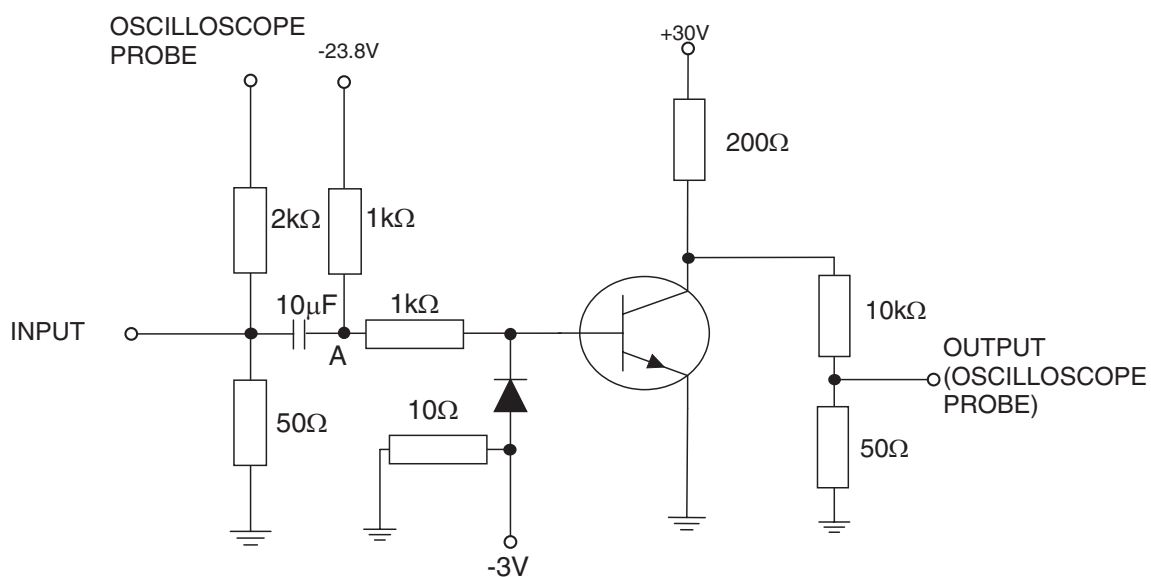 OSCILLOSCOPE
PROBE
-23.8V
+30V
200Ω
2kΩ
1kΩ
10μF
1kΩ
INPUT
A
10kΩ
OUTPUT
(OSCILLOSCOPE
PROBE)
50Ω
10Ω
50Ω
-3V